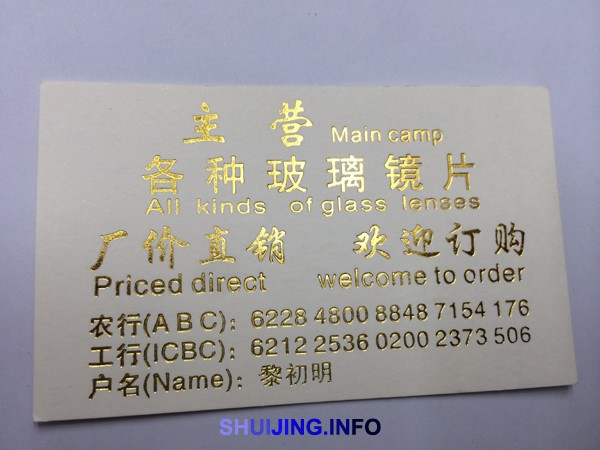 主 营 Main camp
各种玻璃镜片
All kinds of glass lenses
厂价直销 欢迎订购
Priced direct welcome to order
农行(ABC): 6228 4800 8848 7154 176
工行(ICBC): 6212 2536 0200 2373 506
户名(Name): 黎初明
SHUIJING.INFO